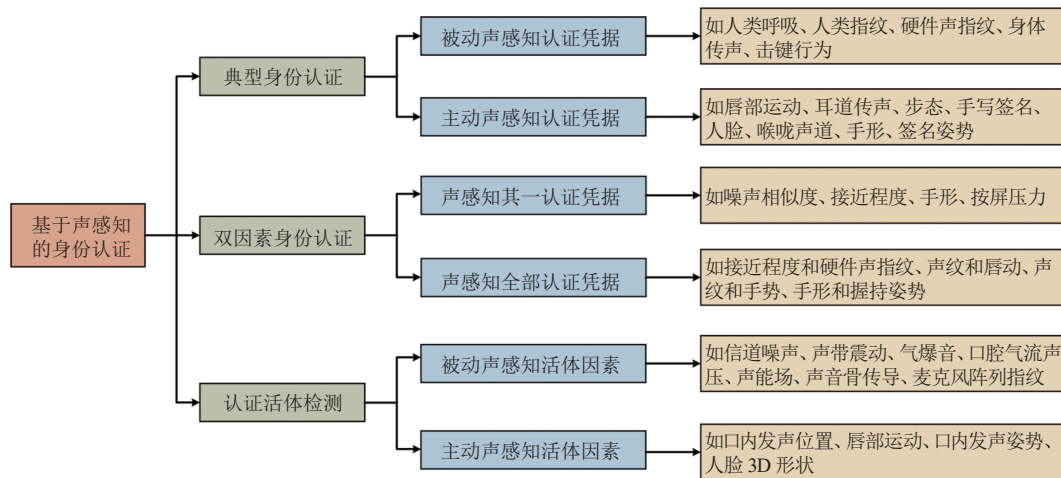 基于声感知
的身份认证
典型身份认证
被动声感知认证凭据
如人类呼吸、人类指纹、硬件声指纹、身体
传声、击键行为
主动声感知认证凭据
如唇部运动、耳道传声、步态、手写签名、
人脸、喉咙声道、手形、签名姿势
双因素身份认证
声感知其一认证凭据
如噪声相似度、接近程度、手形、按屏压力
声感知全部认证凭据
如接近程度和硬件声指纹、声纹和唇动、声
纹和手势、手形和握持姿势
认证活体检测
被动声感知活体因素
如信道噪声、声带震动、气爆音、口腔气流声
压、声能场、声音骨传导、麦克风阵列指纹
主动声感知活体因素
如口内发声位置、唇部运动、口内发声姿势、
人脸 3D 形状